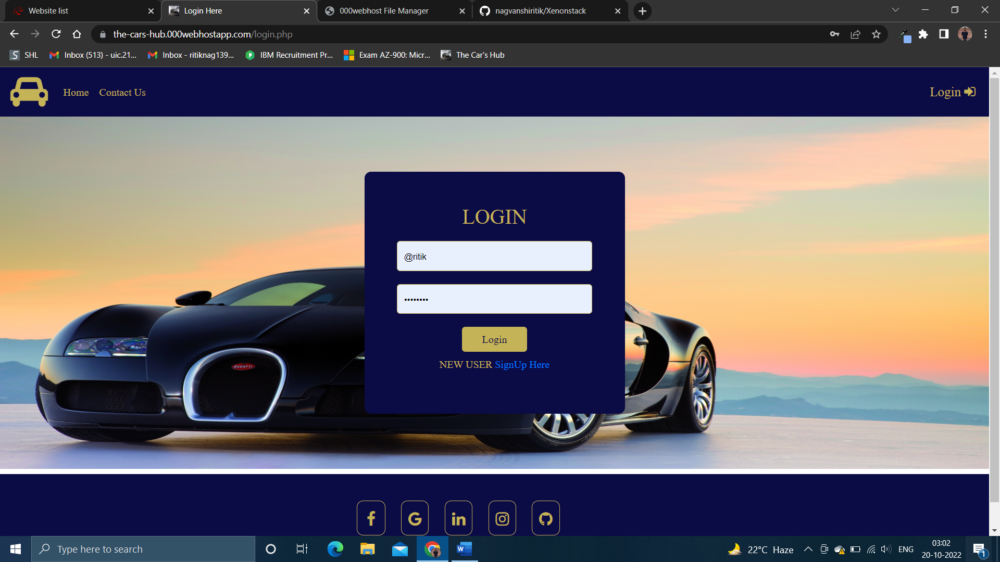 Website list
Login Here
000webhost File Manager
nagvanshiritik/Xenonstack
the-cars-hub.000webhostapp.com/login.php
SHL
Inbox (513) - uic.21...
Inbox - ritiknag139...
IBM Recruitment Pr...
Exam AZ-900: Micr...
The Car's Hub
Home
Contact Us
Login
LOGIN
@ritik
••••••••
Login
NEW USER SignUp Here
BUGATTI
Type here to search
22°C Haze
ENG
03:02
20-10-2022
1